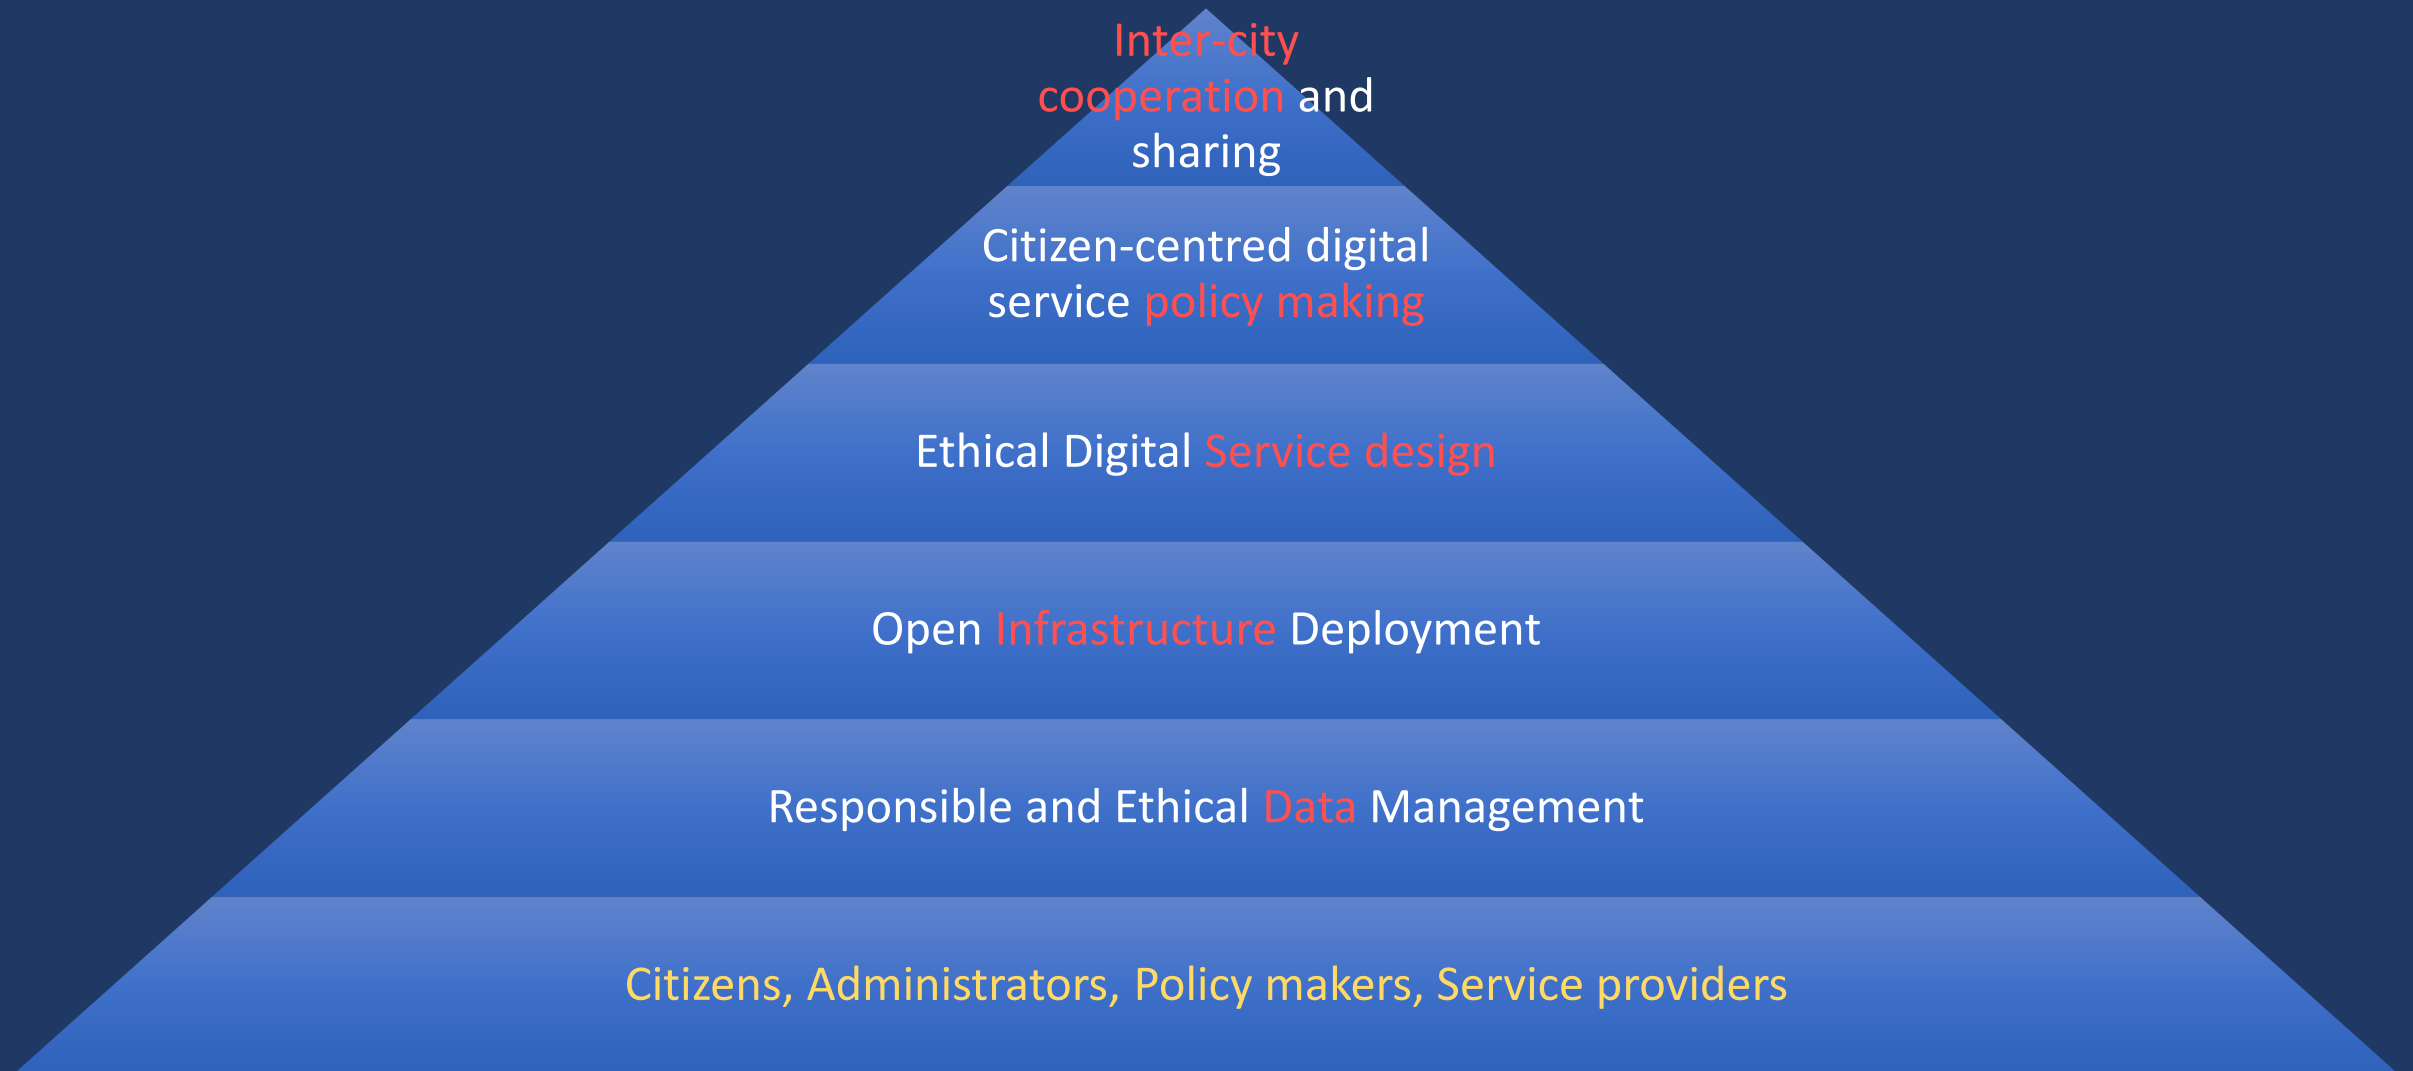 Inter-city
cooperation and
sharing
Citizen-centred digital
service policy making
Ethical Digital Service design
Open Infrastructure Deployment
Responsible and Ethical Data Management
Citizens, Administrators, Policy makers, Service providers